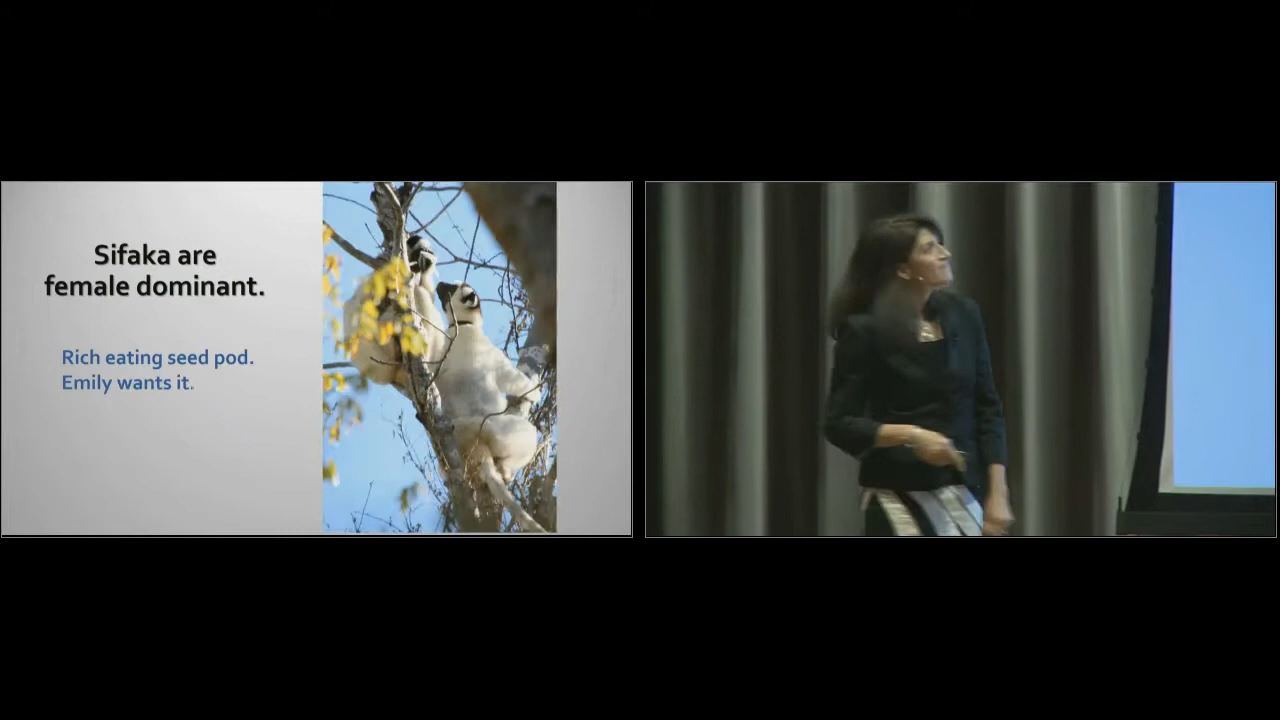 Sifaka are
female dominant.
Rich eating seed pod.
Emily wants it.